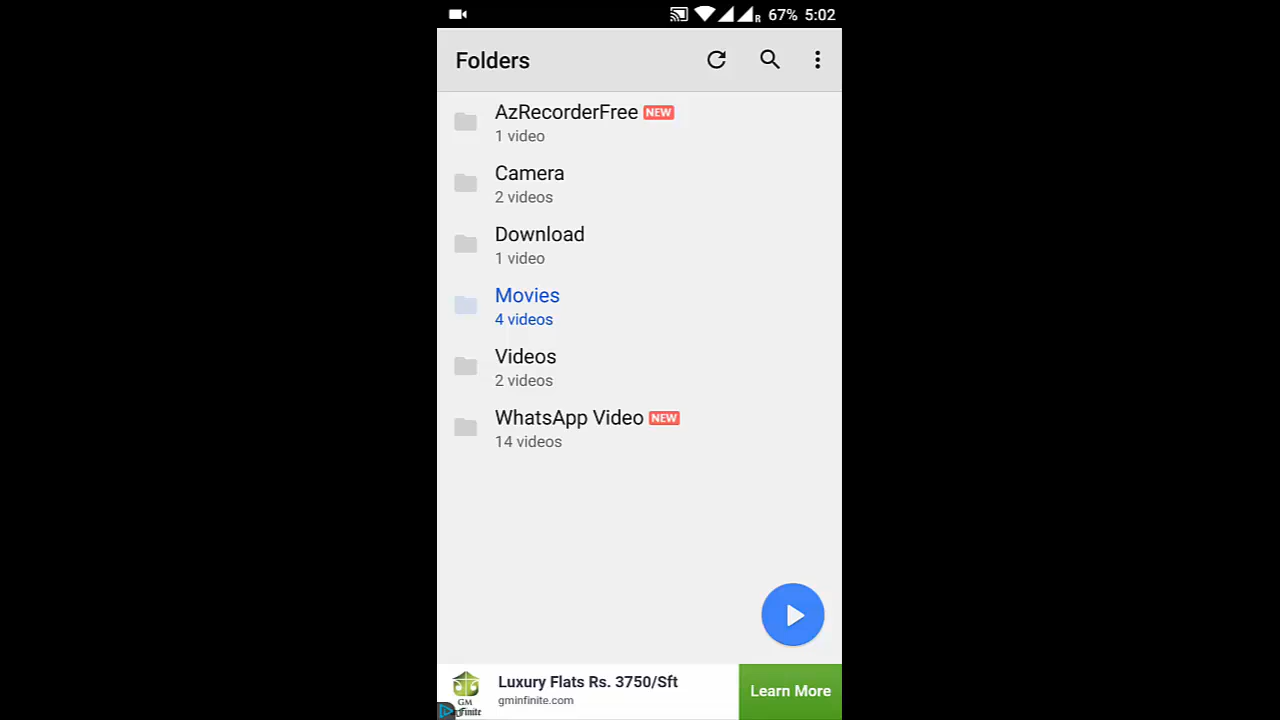 R 67% 5:02
Folders
AzRecorderFree NEW
1 video
Camera
2 videos
Download
1 video
Movies
4 videos
Videos
2 videos
WhatsApp Video NEW
14 videos
Luxury Flats Rs. 3750/Sft
gminfinite.com
Learn More
GM